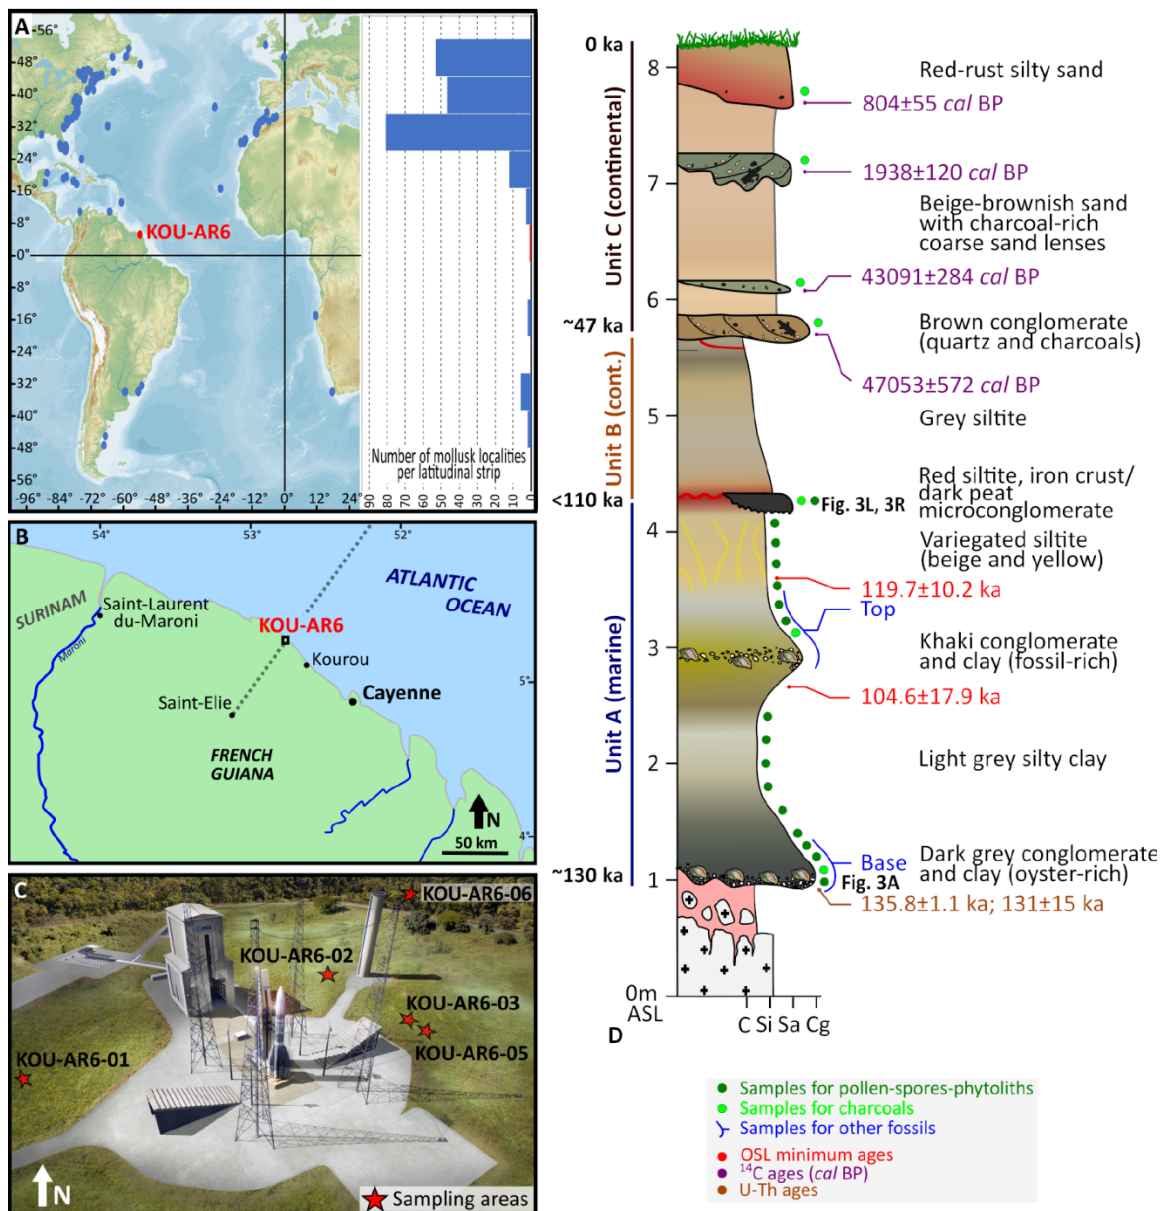 A
-56°
48°
40°
32°
24°
16°
8°
0°
-8°
-16°
-24°
-32°
-40°
-48°
-56°
KOU-AR6
-96° -84° -72° -60° -48° -36° -24° -12° 0° 12° 24°
Number of mollusk localities
per latitudinal strip
90 80 70 60 50 40 30 20 10 0
B
54° 53° 52°
ATLANTIC
OCEAN
SURINAM
Saint-Laurent
du-Maroni
Maroni
KOU-AR6
Kourou
Cayenne
Saint-Elie
FRENCH
GUIANA
5°
4°
N
50 km
C
KOU-AR6-06
KOU-AR6-02
KOU-AR6-03
KOU-AR6-05
KOU-AR6-01
N
Sampling areas
0 ka
~47 ka
<110 ka
~130 ka
Unit C (continental)
Unit B (cont.)
Unit A (marine)
8
7
6
5
4
3
2
1
0m
ASL
C Si Sa Cg
D
Red-rust silty sand
804±55 cal BP
1938±120 cal BP
Beige-brownish sand
with charcoal-rich
coarse sand lenses
43091±284 cal BP
Brown conglomerate
(quartz and charcoals)
47053±572 cal BP
Grey siltite
Red siltite, iron crust/
dark peat
microconglomerate
Fig. 3L, 3R
Variegated siltite
(beige and yellow)
119.7±10.2 ka
Top
Khaki conglomerate
and clay (fossil-rich)
104.6±17.9 ka
Light grey silty clay
Base
Dark grey conglomerate
and clay (oyster-rich)
Fig. 3A
135.8±1.1 ka; 131±15 ka
Samples for pollen-spores-phytoliths
Samples for charcoals
Samples for other fossils
OSL minimum ages
14C ages (cal BP)
U-Th ages